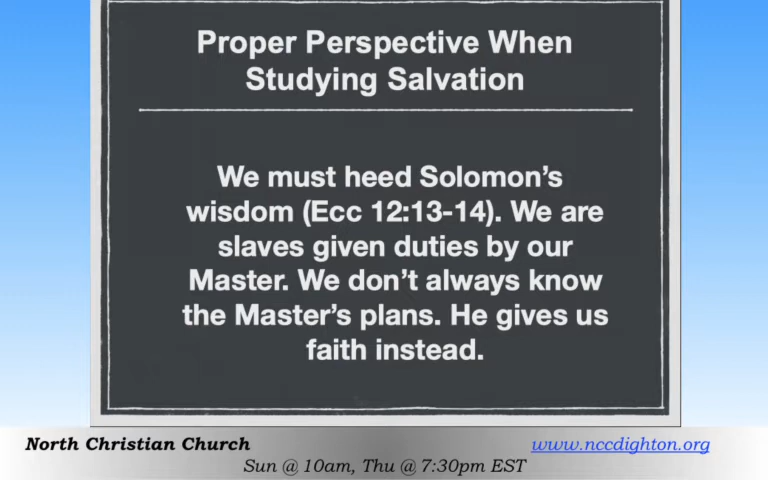 Proper Perspective When
Studying Salvation
We must heed Solomon’s
wisdom (Ecc 12:13-14). We are
slaves given duties by our
Master. We don’t always know
the Master’s plans. He gives us
faith instead.
North Christian Church
www.nccdighton.org
Sun @ 10am, Thu @ 7:30pm EST